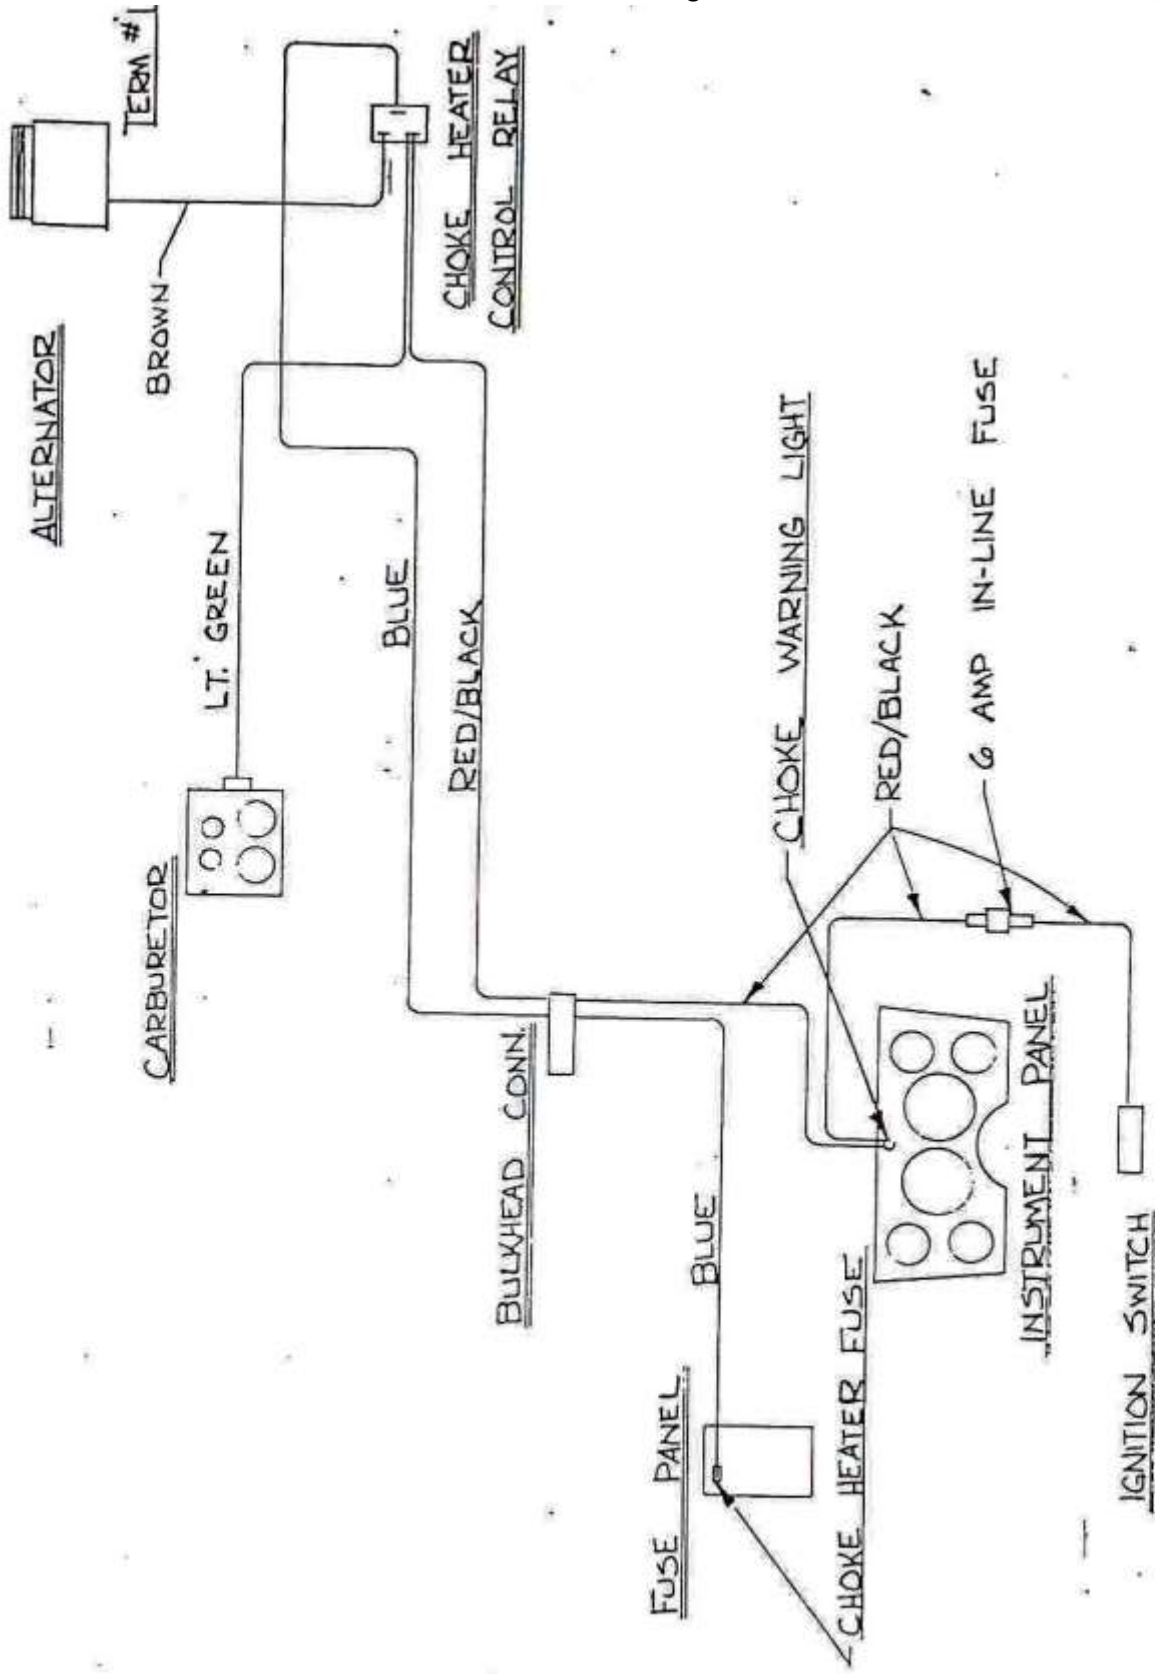 ALTERNATOR
TERM #1
BROWN
CHOKE HEATER
CONTROL RELAY
CARBURETOR
LT. GREEN
BLUE
RED/BLACK
BULKHEAD CONN.
CHOKE WARNING LIGHT
RED/BLACK
6 AMP IN-LINE FUSE
FUSE PANEL
BLUE
CHOKE HEATER FUSE
INSTRUMENT PANEL
IGNITION SWITCH